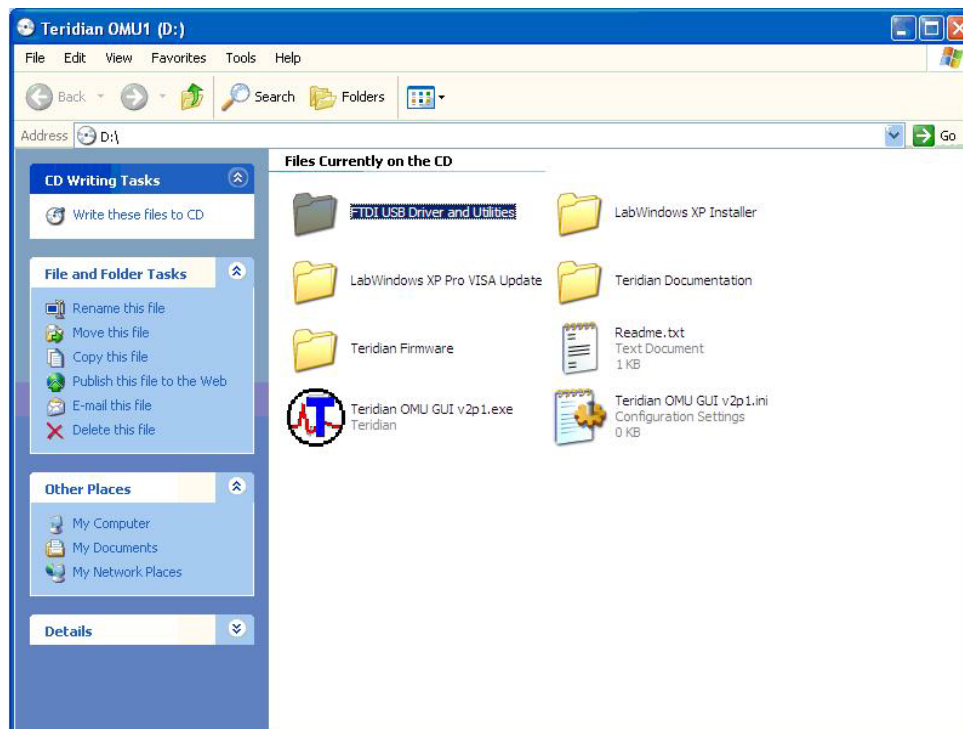 Teridian OMU1 (D:)
File Edit View Favorites Tools Help
Back Search Folders
Address D:\ Go
Files Currently on the CD
CD Writing Tasks
Write these files to CD
File and Folder Tasks
Rename this file
Move this file
Copy this file
Publish this file to the Web
E-mail this file
Delete this file
Other Places
My Computer
My Documents
My Network Places
Details
FTDI USB Driver and Utilities
LabWindows XP Installer
LabWindows XP Pro VISA Update
Teridian Documentation
Teridian Firmware
Readme.txt
Text Document
1 KB
Teridian OMU GUI v2p1.exe
Teridian
Teridian OMU GUI v2p1.ini
Configuration Settings
0 KB